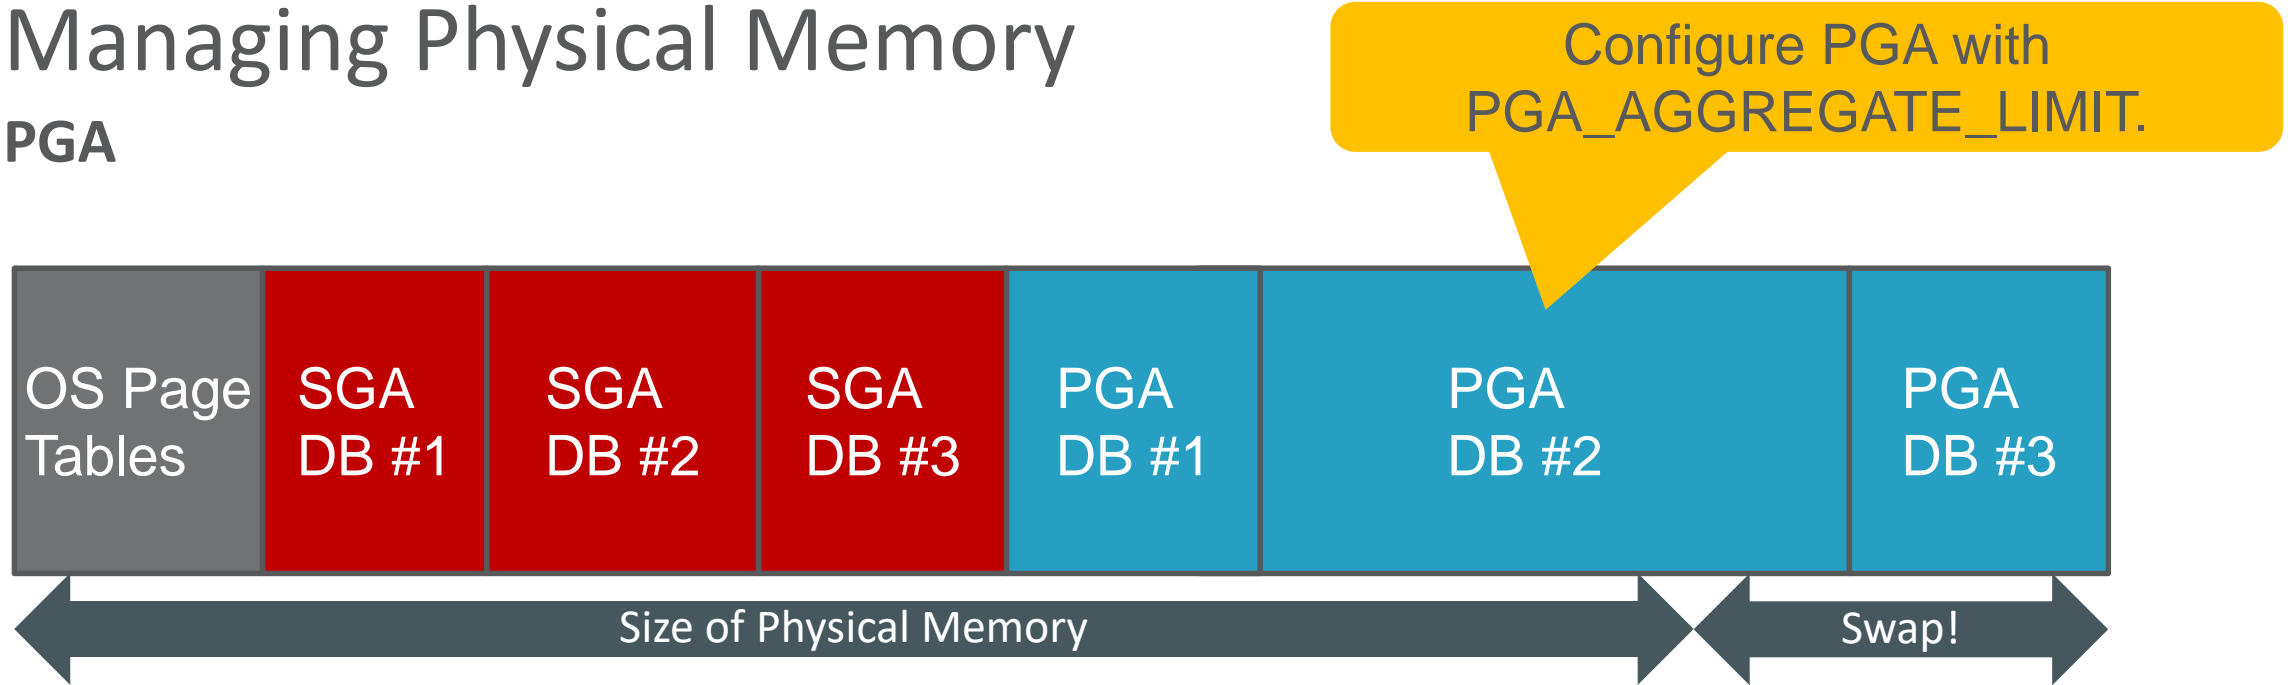 Managing Physical Memory
PGA
Configure PGA with
PGA_AGGREGATE_LIMIT.
OS Page
Tables
SGA
DB #1
SGA
DB #2
SGA
DB #3
PGA
DB #1
PGA
DB #2
PGA
DB #3
Size of Physical Memory
Swap!